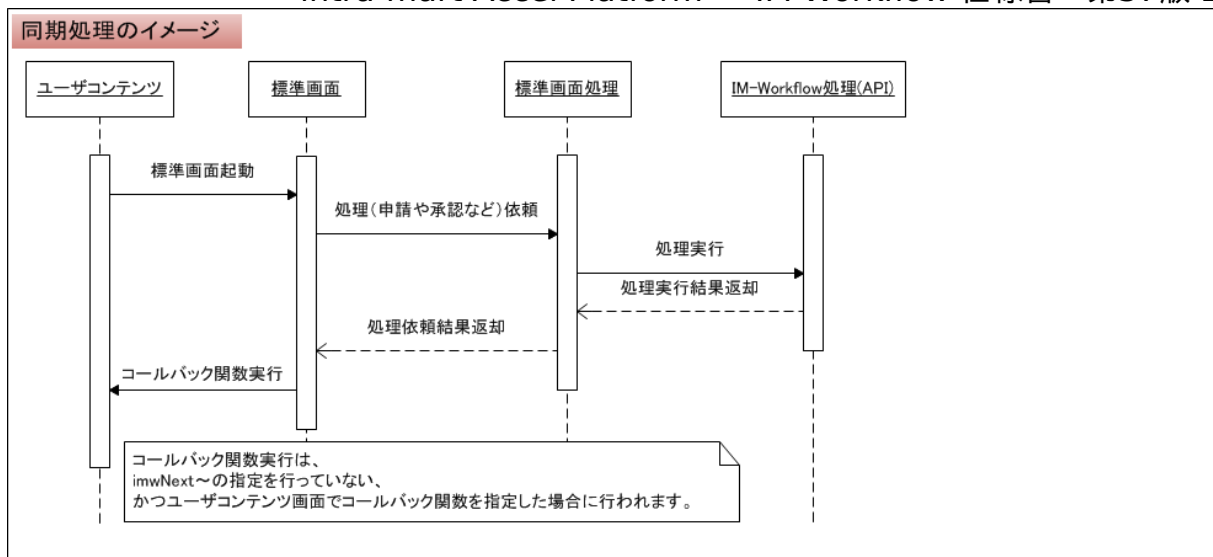 同期処理のイメージ
ユーザコンテンツ
標準画面
標準画面処理
IM-Workflow処理(API)
標準画面起動
処理(申請や承認など)依頼
処理実行
処理実行結果返却
処理依頼結果返却
コールバック関数実行
コールバック関数実行は、
imwNext～の指定を行っていない、
かつユーザコンテンツ画面でコールバック関数を指定した場合に行われます。